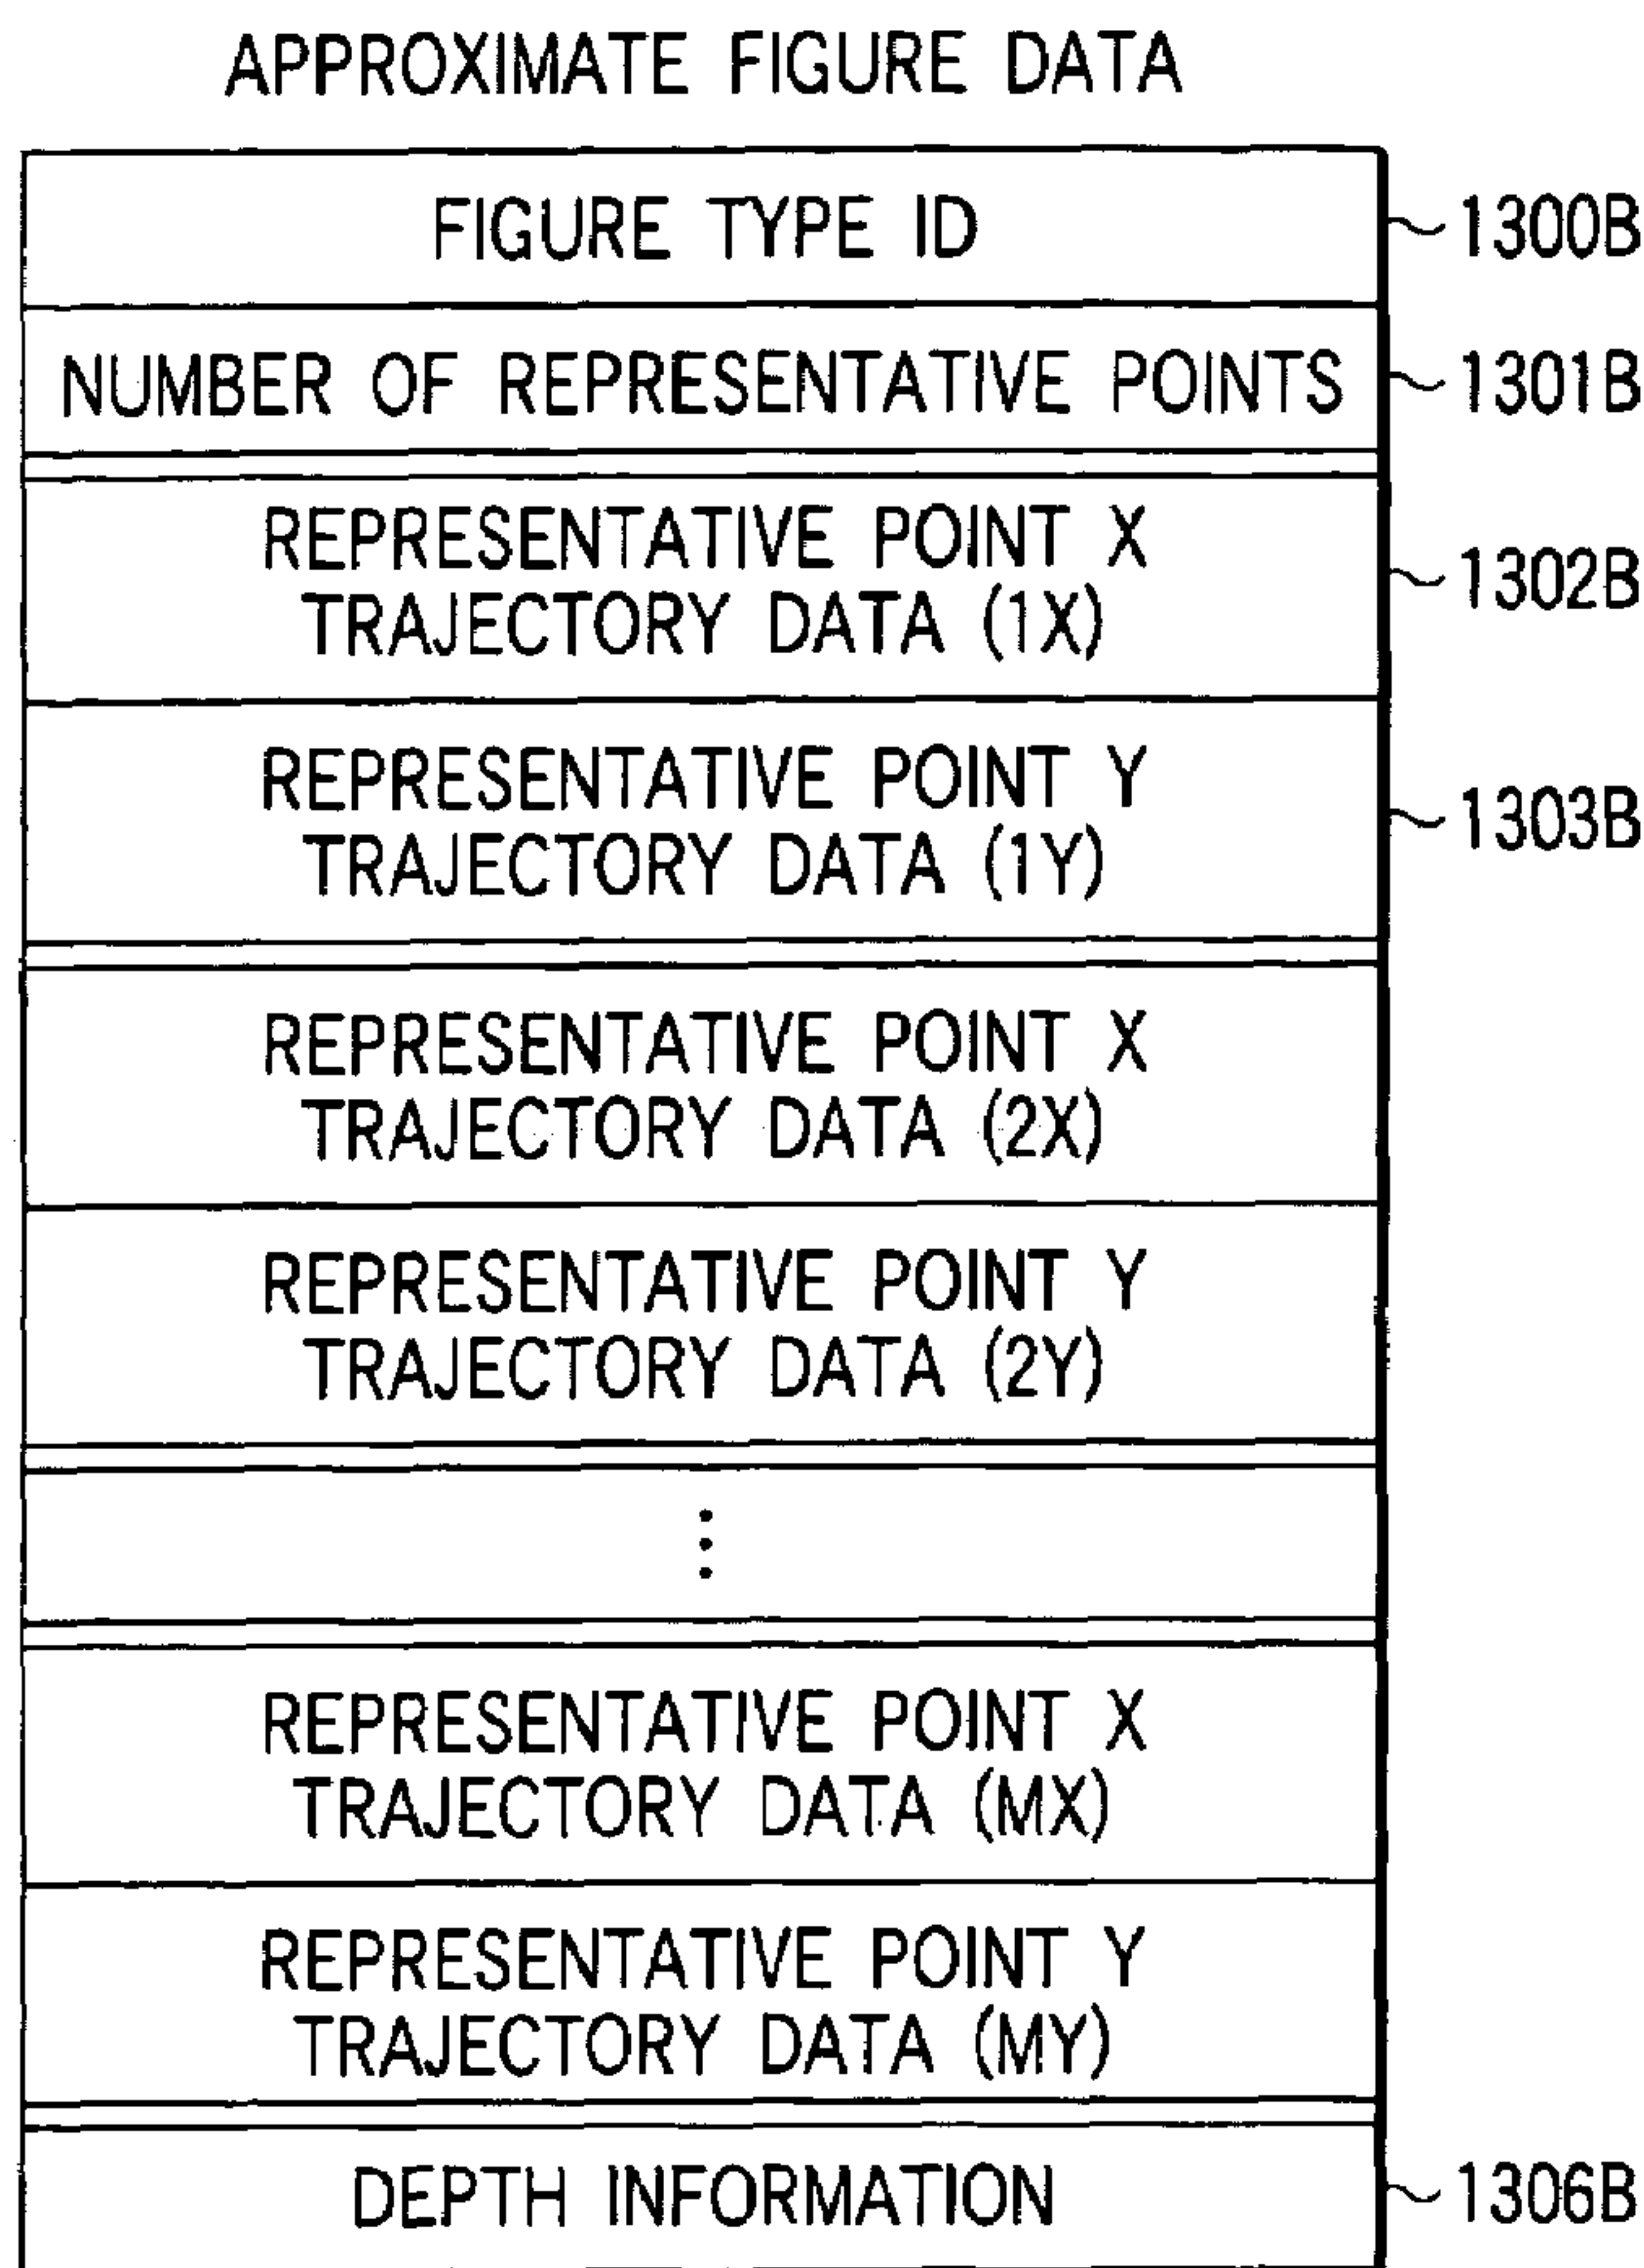 APPROXIMATE FIGURE DATA
FIGURE TYPE ID
1300B
NUMBER OF REPRESENTATIVE POINTS
1301B
REPRESENTATIVE POINT X
TRAJECTORY DATA (1X)
1302B
REPRESENTATIVE POINT Y
TRAJECTORY DATA (1Y)
1303B
REPRESENTATIVE POINT X
TRAJECTORY DATA (2X)
REPRESENTATIVE POINT Y
TRAJECTORY DATA (2Y)
⋮
REPRESENTATIVE POINT X
TRAJECTORY DATA (MX)
REPRESENTATIVE POINT Y
TRAJECTORY DATA (MY)
DEPTH INFORMATION
1306B